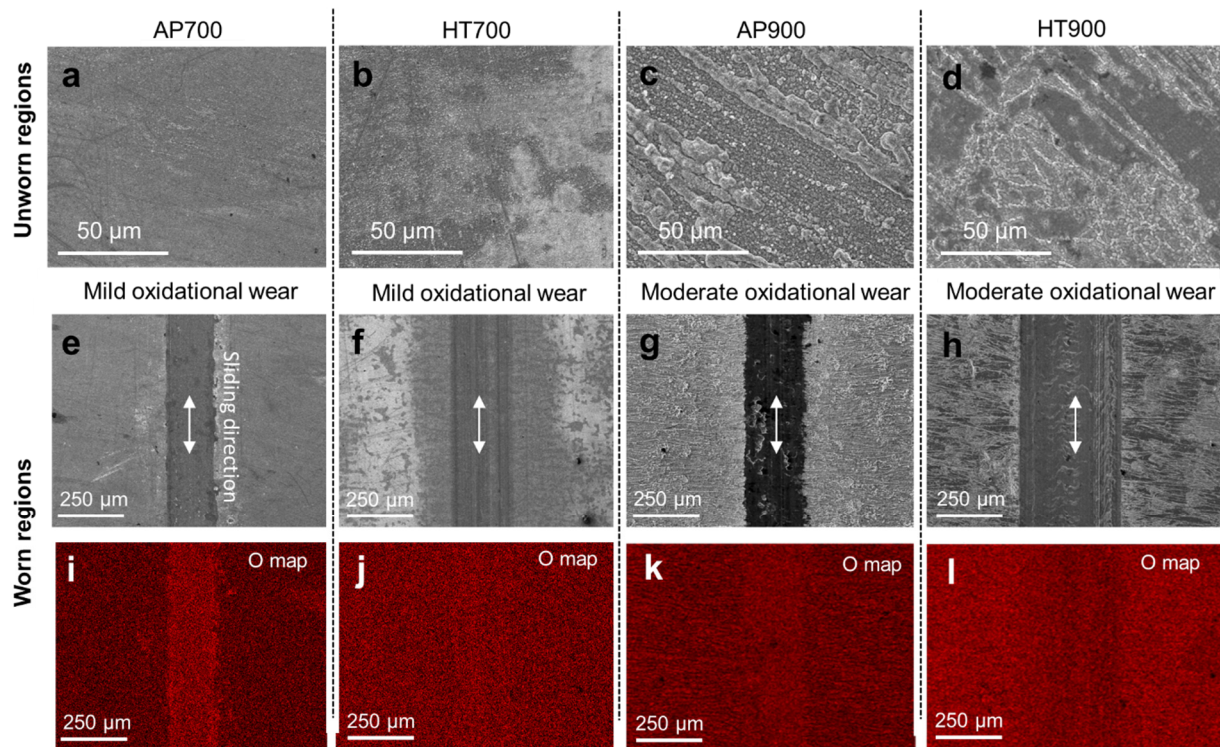 AP700 HT700 AP900 HT900
Unworn regions
a b c d
50 µm 50 µm 50 µm 50 µm
Mild oxidational wear Mild oxidational wear Moderate oxidational wear Moderate oxidational wear
Worn regions
e f g h
Sliding direction
250 µm 250 µm 250 µm 250 µm
i O map j O map k O map l O map
250 µm 250 µm 250 µm 250 µm